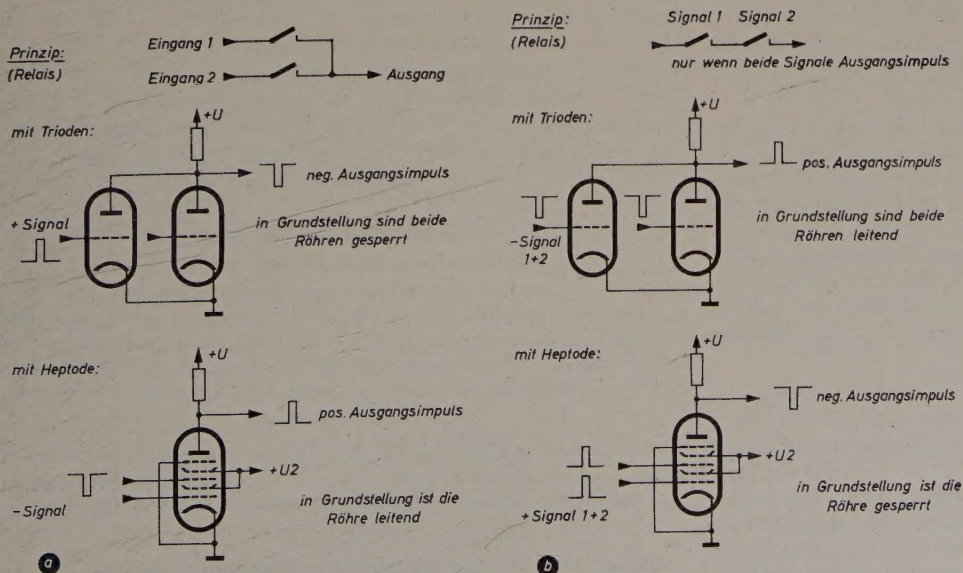 Prinzip:
(Relais)
Eingang 1
Eingang 2
Ausgang
mit Trioden:
+U
neg. Ausgangsimpuls
+ Signal
in Grundstellung sind beide
Röhren gesperrt
mit Heptode:
+U
pos. Ausgangsimpuls
+U2
- Signal
in Grundstellung ist die
Röhre leitend
a
Prinzip:
(Relais)
Signal 1 Signal 2
nur wenn beide Signale Ausgangsimpuls
mit Trioden:
+U
pos. Ausgangsimpuls
- Signal
1+2
in Grundstellung sind beide
Röhren leitend
mit Heptode:
+U
neg. Ausgangsimpuls
+U2
+ Signal 1+2
in Grundstellung ist die
Röhre gesperrt
b